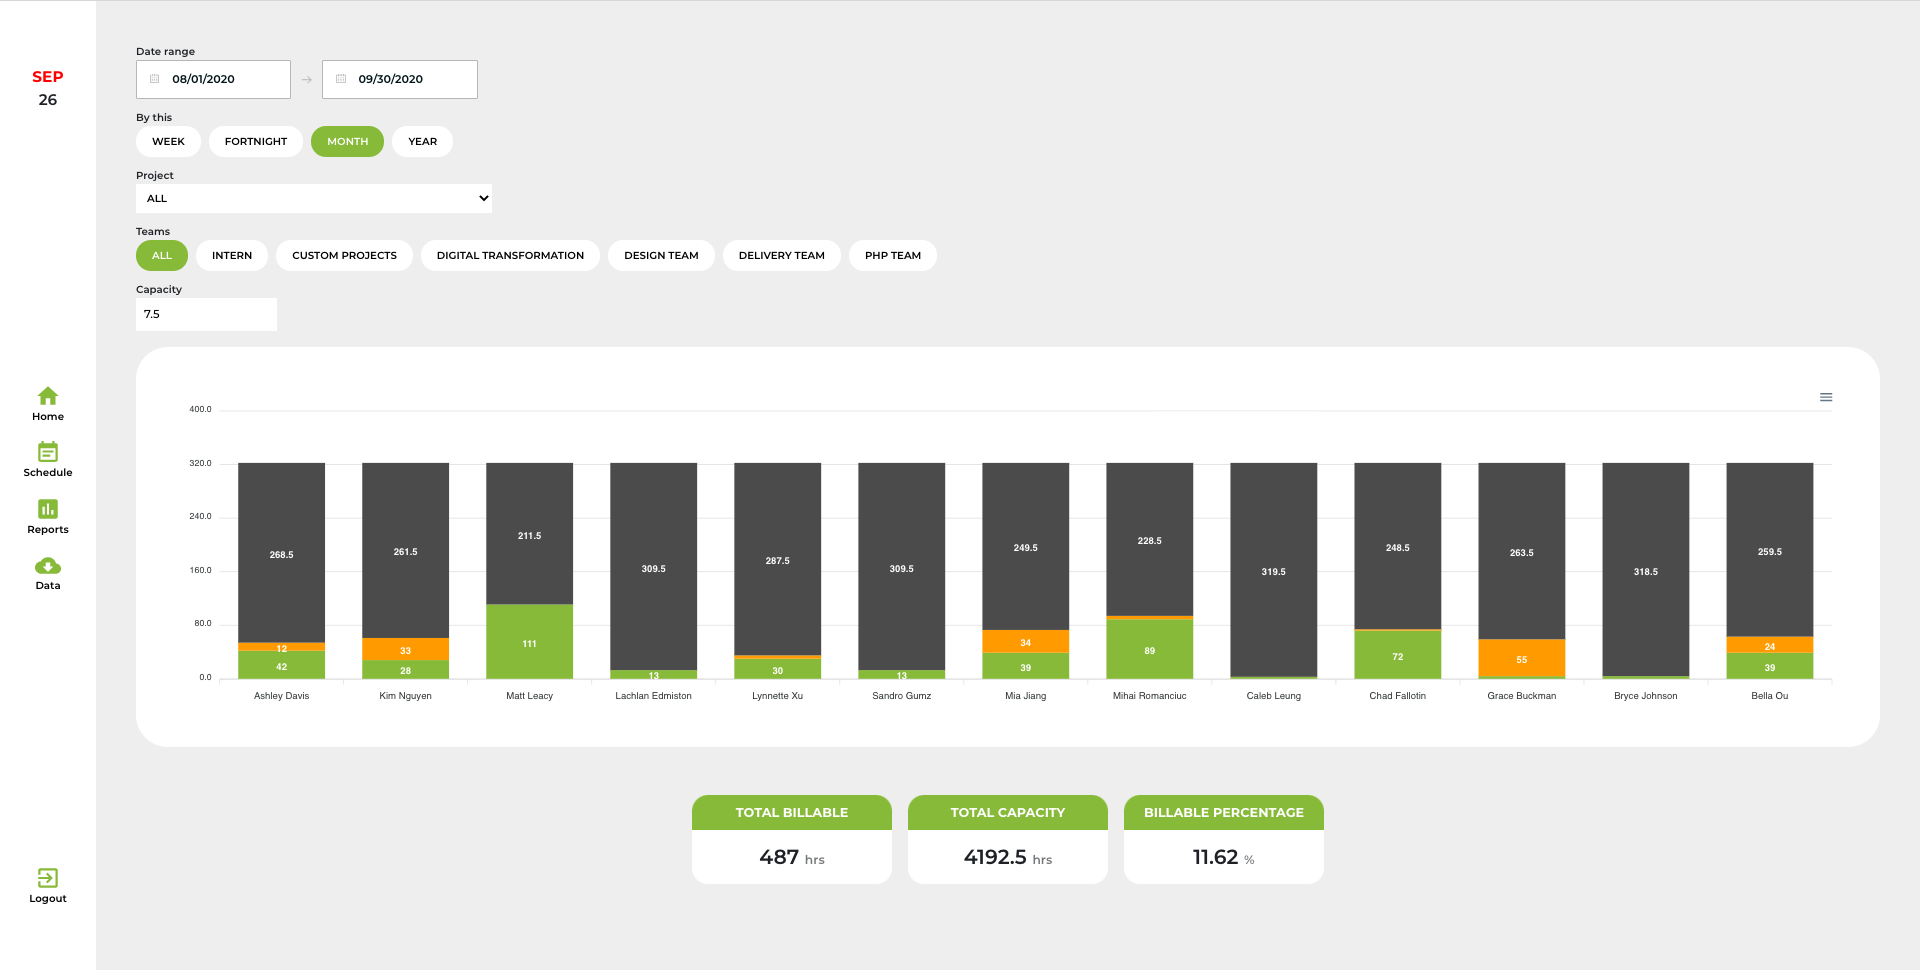 SEP
26
Home
Schedule
Reports
Data
Logout
Date range
08/01/2020 → 09/30/2020
By this
WEEK FORTNIGHT MONTH YEAR
Project
ALL
Teams
ALL INTERN CUSTOM PROJECTS DIGITAL TRANSFORMATION DESIGN TEAM DELIVERY TEAM PHP TEAM
Capacity
7.5
400.0
320.0
240.0
160.0
80.0
0.0
268.5 261.5 211.5 309.5 287.5 309.5 249.5 228.5 319.5 248.5 263.5 318.5 259.5
12 33 34 55 24
42 28 111 13 30 13 39 89 72 39
Ashley Davis Kim Nguyen Matt Leacy Lachlan Edmiston Lynnette Xu Sandro Gumz Mia Jiang Mihai Romanciuc Caleb Leung Chad Fallotin Grace Buckman Bryce Johnson Bella Ou
TOTAL BILLABLE
487 hrs
TOTAL CAPACITY
4192.5 hrs
BILLABLE PERCENTAGE
11.62 %